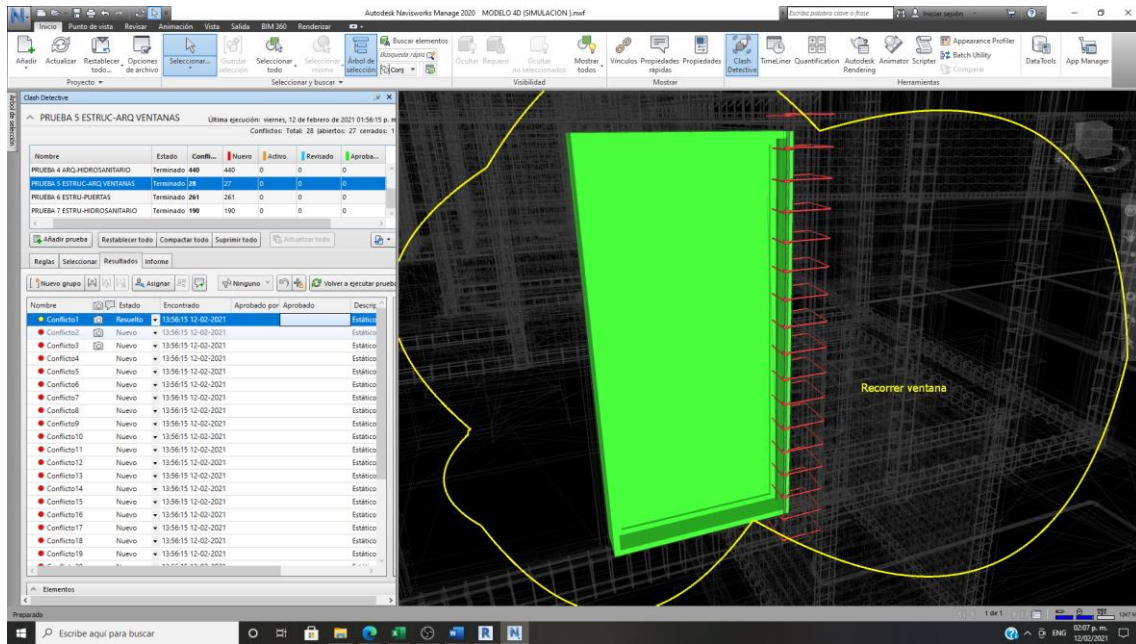 Autodesk Navisworks Manage 2020 MODELO 4D (SIMULACION ).nwf
Escriba palabra clave o frase
Iniciar sesión
Inicio Punto de vista Revisar Animación Vista Salida BIM 360 Renderizar
Añadir Actualizar Restablecer todo... Opciones de archivo
Seleccionar... Guardar selección Seleccionar todo Seleccionar mismo Árbol de selección
Buscar elementos
Búsqueda rápida
Conj
Ocultar Requerir Ocultar no seleccionados Mostrar todos
Vínculos Propiedades rápidas Propiedades
Clash Detective TimeLiner Quantification Autodesk Rendering Animator Scripter
Appearance Profiler
Batch Utility
Comparar
DataTools App Manager
Proyecto Seleccionar y buscar Visibilidad Mostrar Herramientas
Árbol de selección
Clash Detective
PRUEBA 5 ESTRUC-ARQ VENTANAS
Última ejecución: viernes, 12 de febrero de 2021 01:56:15 p. m
Conflictos: Total: 28 (abiertos: 27 cerrados: 1
Nombre Estado Confli... Nuevo Activo Revisado Aproba...
PRUEBA 4 ARQ-HIDROSANITARIO Terminado 440 440 0 0 0
PRUEBA 5 ESTRUC-ARQ VENTANAS Terminado 28 27 0 0 0
PRUEBA 6 ESTRU-PUERTAS Terminado 261 261 0 0 0
PRUEBA 7 ESTRU-HIDROSANITARIO Terminado 190 190 0 0 0
Añadir prueba Restablecer todo Compactar todo Suprimir todo Actualizar todo
Reglas Seleccionar Resultados Informe
Nuevo grupo Asignar Ninguno Volver a ejecutar prueba
Nombre Estado Encontrado Aprobado por Aprobado Descrip
Conflicto1 Resuelto 13:56:15 12-02-2021 Estático
Conflicto2 Nuevo 13:56:15 12-02-2021 Estático
Conflicto3 Nuevo 13:56:15 12-02-2021 Estático
Conflicto4 Nuevo 13:56:15 12-02-2021 Estático
Conflicto5 Nuevo 13:56:15 12-02-2021 Estático
Conflicto6 Nuevo 13:56:15 12-02-2021 Estático
Conflicto7 Nuevo 13:56:15 12-02-2021 Estático
Conflicto8 Nuevo 13:56:15 12-02-2021 Estático
Conflicto9 Nuevo 13:56:15 12-02-2021 Estático
Conflicto10 Nuevo 13:56:15 12-02-2021 Estático
Conflicto11 Nuevo 13:56:15 12-02-2021 Estático
Conflicto12 Nuevo 13:56:15 12-02-2021 Estático
Conflicto13 Nuevo 13:56:15 12-02-2021 Estático
Conflicto14 Nuevo 13:56:15 12-02-2021 Estático
Conflicto15 Nuevo 13:56:15 12-02-2021 Estático
Conflicto16 Nuevo 13:56:15 12-02-2021 Estático
Conflicto17 Nuevo 13:56:15 12-02-2021 Estático
Conflicto18 Nuevo 13:56:15 12-02-2021 Estático
Conflicto19 Nuevo 13:56:15 12-02-2021 Estático
Elementos
Recorrer ventana
Preparado
1 de 1
Escribe aquí para buscar
ENG
02:07 p. m.
12/02/2021